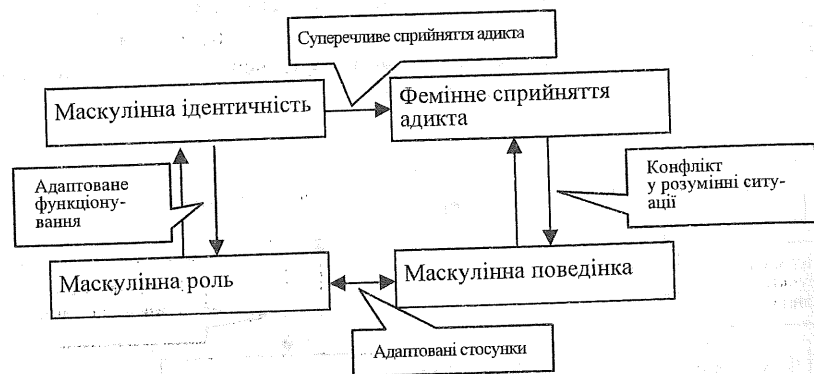 Суперечливе сприйняття адикта
Маскулінна ідентичність
Фемінне сприйняття
адикта
Адаптоване
функціону-
вання
Конфлікт
у розумінні ситу-
ації
Маскулінна роль
Маскулінна поведінка
Адаптовані стосунки